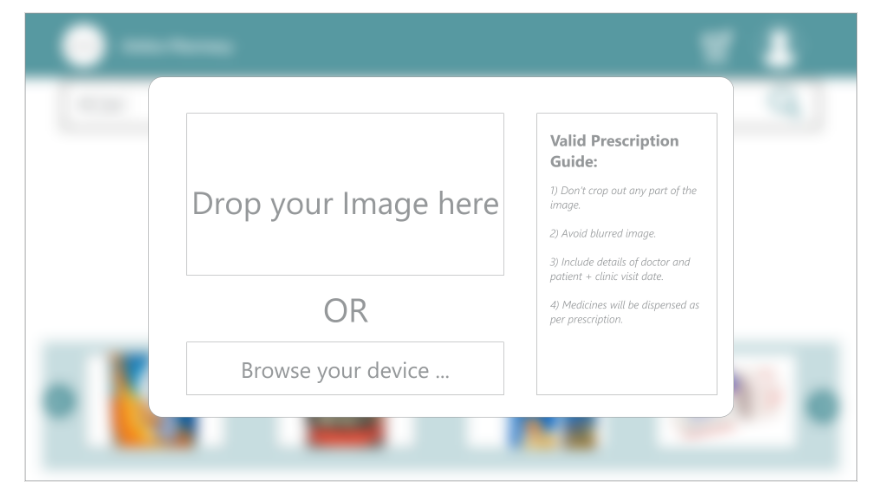 Drop your Image here
OR
Browse your device ...
Valid Prescription
Guide:
1) Don't crop out any part of the
image.
2) Avoid blurred image.
3) Include details of doctor and
patient + clinic visit date.
4) Medicines will be dispensed as
per prescription.